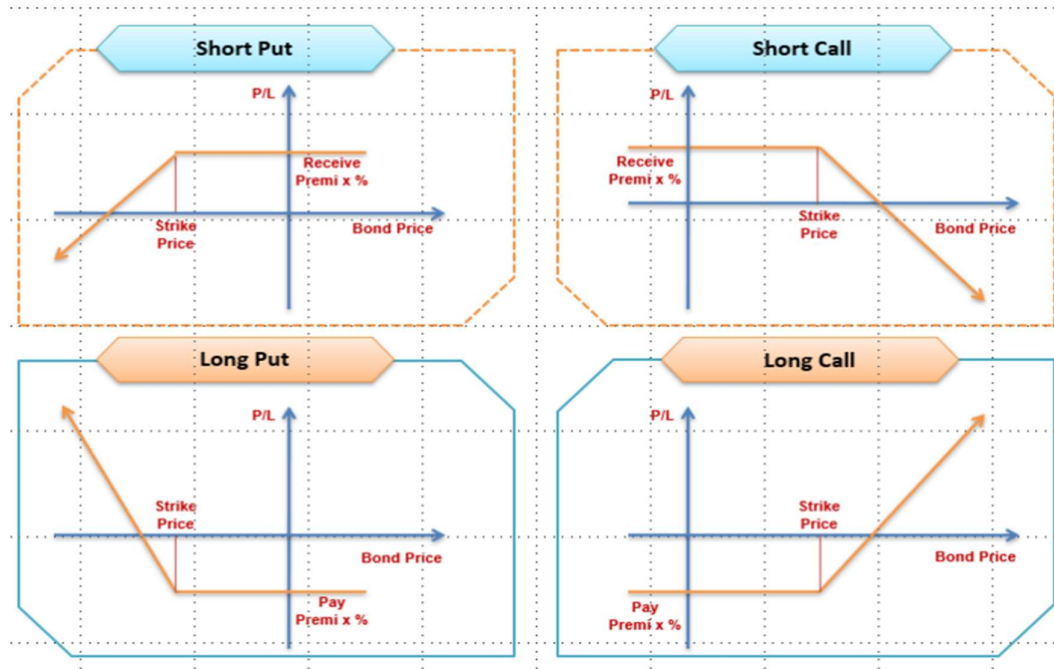 Short Put
P/L
Receive
Premi x %
Strike
Price
Bond Price
Short Call
P/L
Receive
Premi x %
Strike
Price
Bond Price
Long Put
P/L
Strike
Price
Bond Price
Pay
Premi x %
Long Call
P/L
Strike
Price
Bond Price
Pay
Premi x %